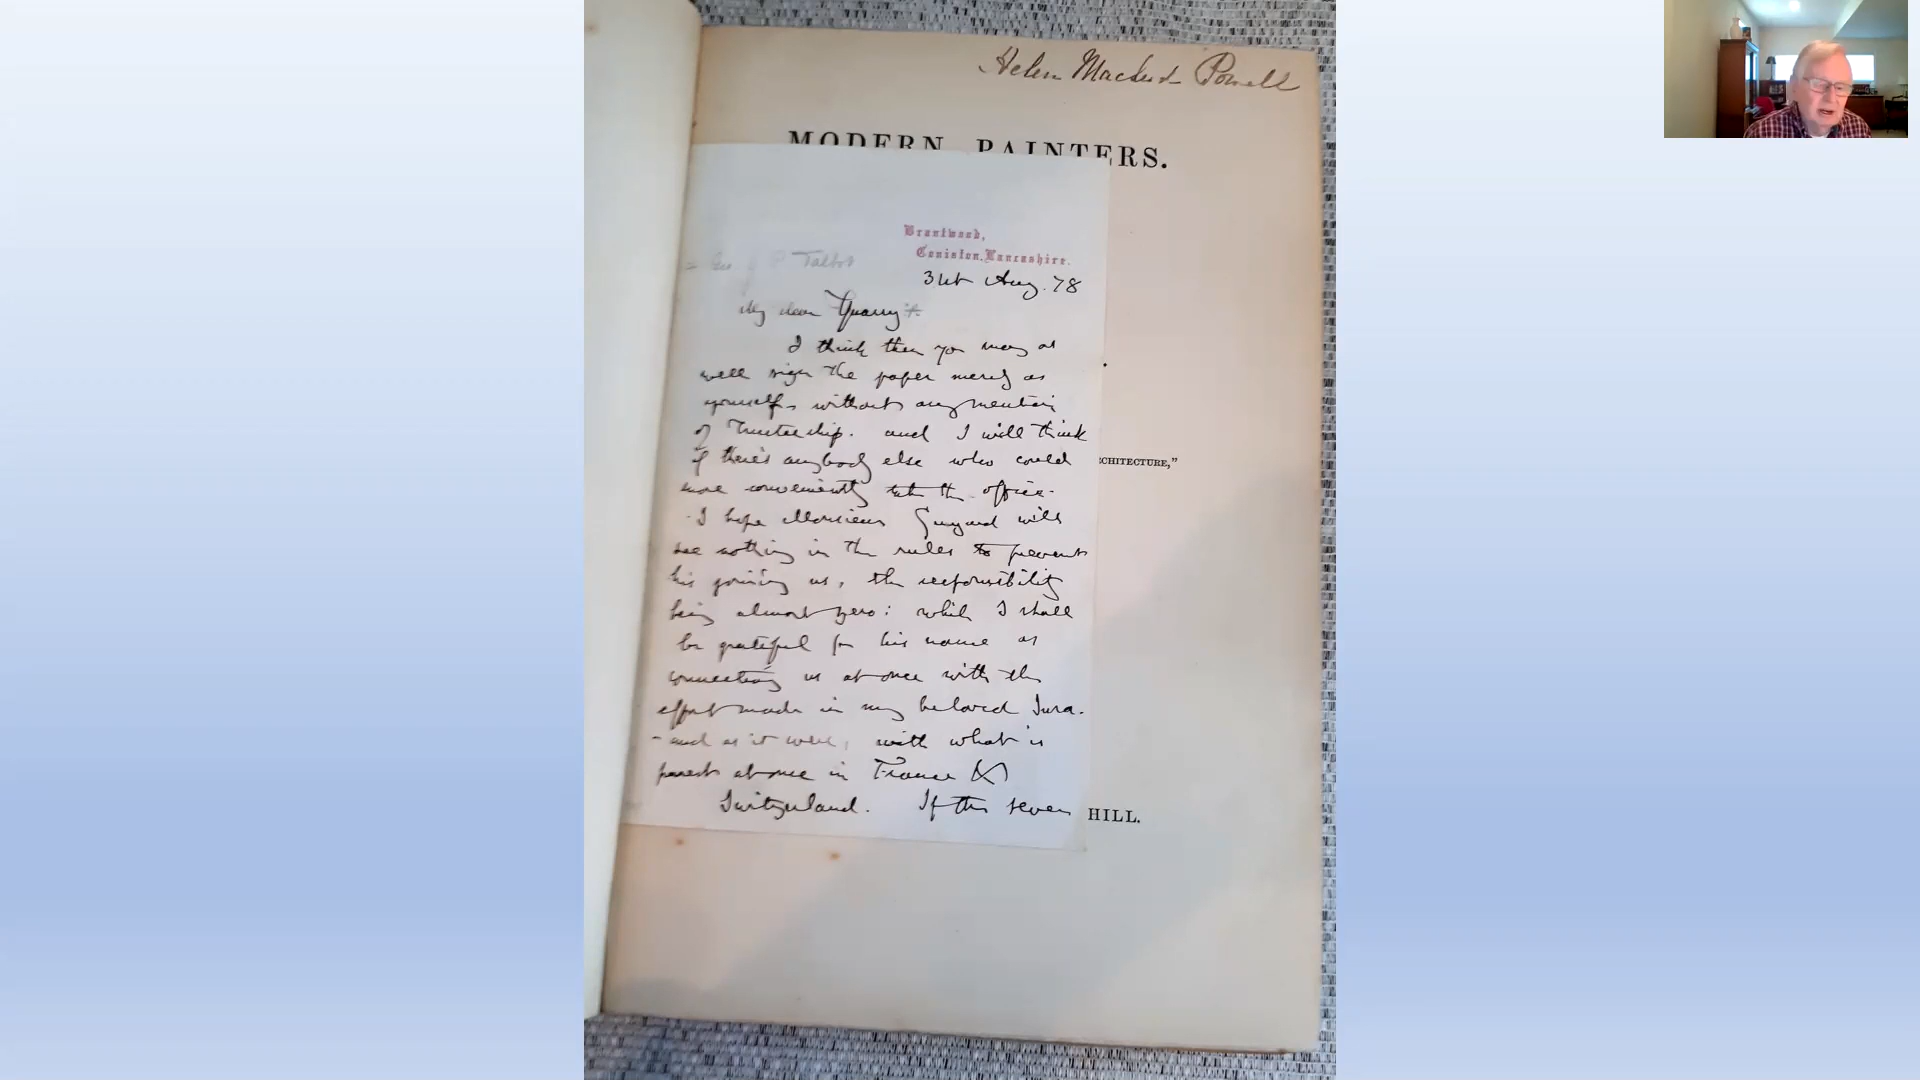 Helen Powell
MODERN PAINTERS.
Brantwood,
Coniston, Lancashire.
P Talbot
31st Aug. 78
My dear Quarry
I think then you may as
well sign the paper merely as
yourself, without any mention
of Trusteeship. and I will think
if there's anybody else who could
more conveniently take the office.
I hope Monsieur Guyard will
see nothing in the rules to prevent
his joining us, the responsibility
being almost zero: while I shall
be grateful for his name as
connecting us at once with the
effort made in my beloved Jura.
CHITECTURE,"
- and as it were, with what is
purest at once in France &
Switzerland. If the seven
HILL.